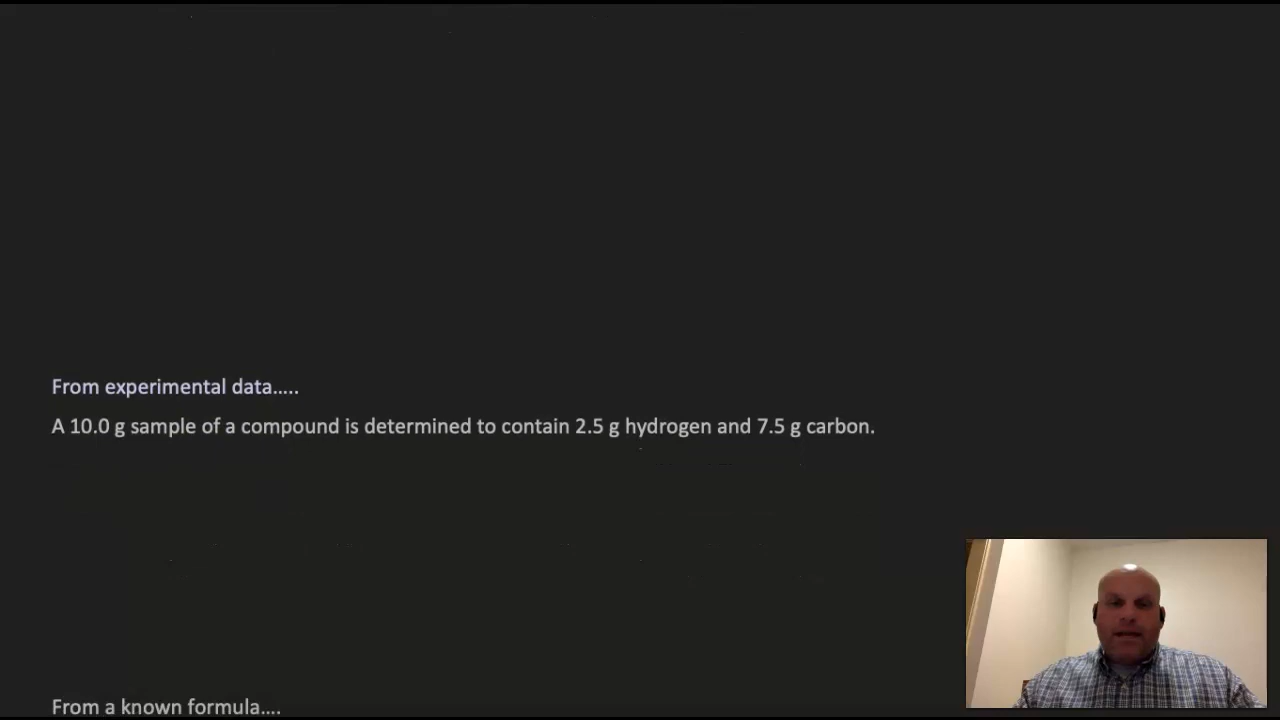 From experimental data.....
A 10.0 g sample of a compound is determined to contain 2.5 g hydrogen and 7.5 g carbon.
From a known formula....